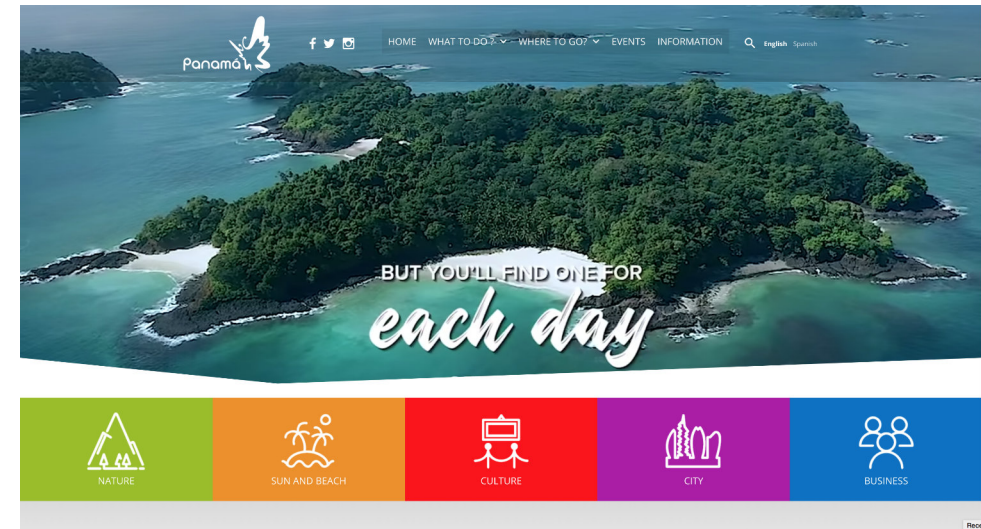 Panamá
HOME WHAT TO DO ? WHERE TO GO? EVENTS INFORMATION English Spanish
BUT YOU'LL FIND ONE FOR
each day
NATURE
SUN AND BEACH
CULTURE
CITY
BUSINESS